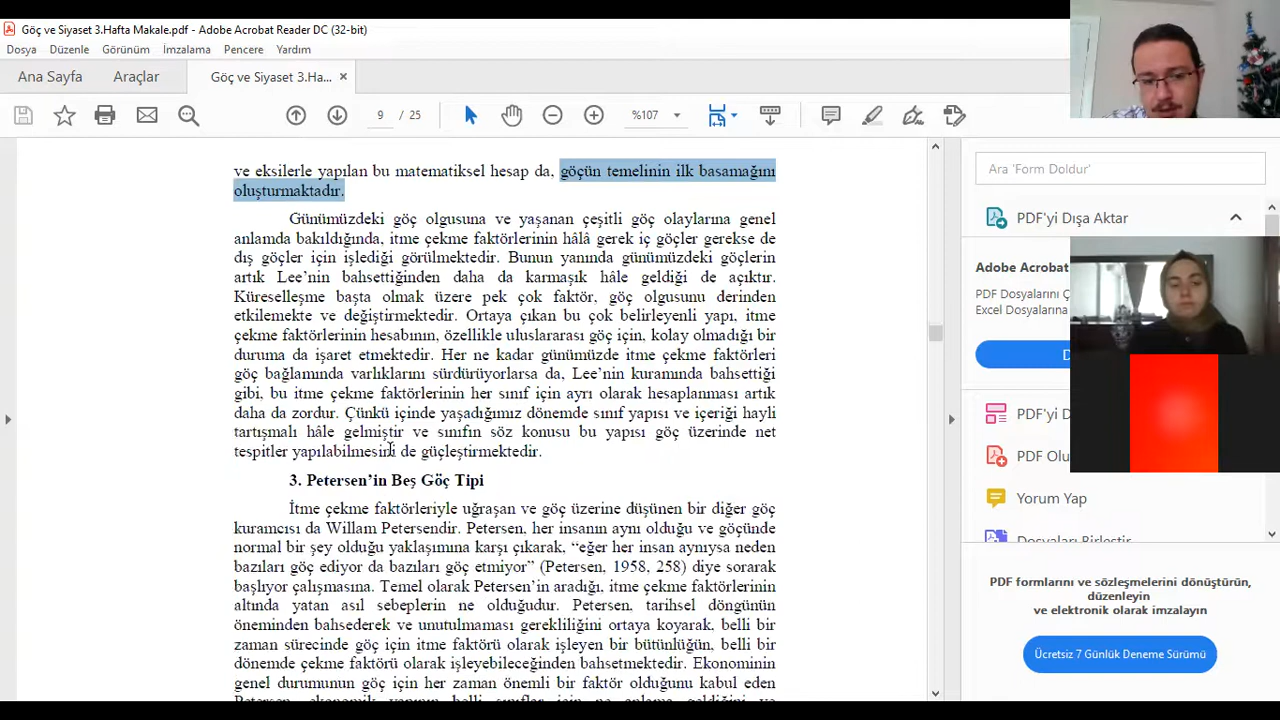 Göç ve Siyaset 3.Hafta Makale.pdf - Adobe Acrobat Reader DC (32-bit)
Dosya Düzenle Görünüm İmzalama Pencere Yardım
Ana Sayfa Araçlar Göç ve Siyaset 3.Ha... ×
9 / 25 %107
ve eksilerle yapılan bu matematiksel hesap da, göçün temelinin ilk basamağını
oluşturmaktadır.
Günümüzdeki göç olgusuna ve yaşanan çeşitli göç olaylarına genel
anlamda bakıldığında, itme çekme faktörlerinin hâlâ gerek iç göçler gerekse de
dış göçler için işlediği görülmektedir. Bunun yanında günümüzdeki göçlerin
artık Lee’nin bahsettiğinden daha da karmaşık hâle geldiği de açıktır.
Küreselleşme başta olmak üzere pek çok faktör, göç olgusunu derinden
etkilemekte ve değiştirmektedir. Ortaya çıkan bu çok belirleyenli yapı, itme
çekme faktörlerinin hesabının, özellikle uluslararası göç için, kolay olmadığı bir
duruma da işaret etmektedir. Her ne kadar günümüzde itme çekme faktörleri
göç bağlamında varlıklarını sürdürüyorlarsa da, Lee’nin kuramında bahsettiği
gibi, bu itme çekme faktörlerinin her sınıf için ayrı olarak hesaplanması artık
daha da zordur. Çünkü içinde yaşadığımız dönemde sınıf yapısı ve içeriği hayli
tartışmalı hâle gelmiştir ve sınıfın söz konusu bu yapısı göç üzerinde net
tespitler yapılabilmesini de güçleştirmektedir.
3. Petersen’in Beş Göç Tipi
İtme çekme faktörleriyle uğraşan ve göç üzerine düşünen bir diğer göç
kuramcısı da Willam Petersendir. Petersen, her insanın aynı olduğu ve göçünde
normal bir şey olduğu yaklaşımına karşı çıkarak, “eğer her insan aynıysa neden
bazıları göç ediyor da bazıları göç etmiyor” (Petersen, 1958, 258) diye sorarak
başlıyor çalışmasına. Temel olarak Petersen’in aradığı, itme çekme faktörlerinin
altında yatan asıl sebeplerin ne olduğudur. Petersen, tarihsel döngünün
öneminden bahsederek ve unutulmaması gerekliliğini ortaya koyarak, belli bir
zaman sürecinde göç için itme faktörü olarak işleyen bir bütünlüğün, belli bir
dönemde çekme faktörü olarak işleyebileceğinden bahsetmektedir. Ekonominin
genel durumunun göç için her zaman önemli bir faktör olduğunu kabul eden
Ara 'Form Doldur'
PDF'yi Dışa Aktar
Adobe Acroba
PDF Dosyalarını Ç
Excel Dosyalarına
PDF'yi D
PDF Olu
Yorum Yap
Dosyaları Birleştir
PDF formlarını ve sözleşmelerini dönüştürün,
düzenleyin
ve elektronik olarak imzalayın
Ücretsiz 7 Günlük Deneme Sürümü